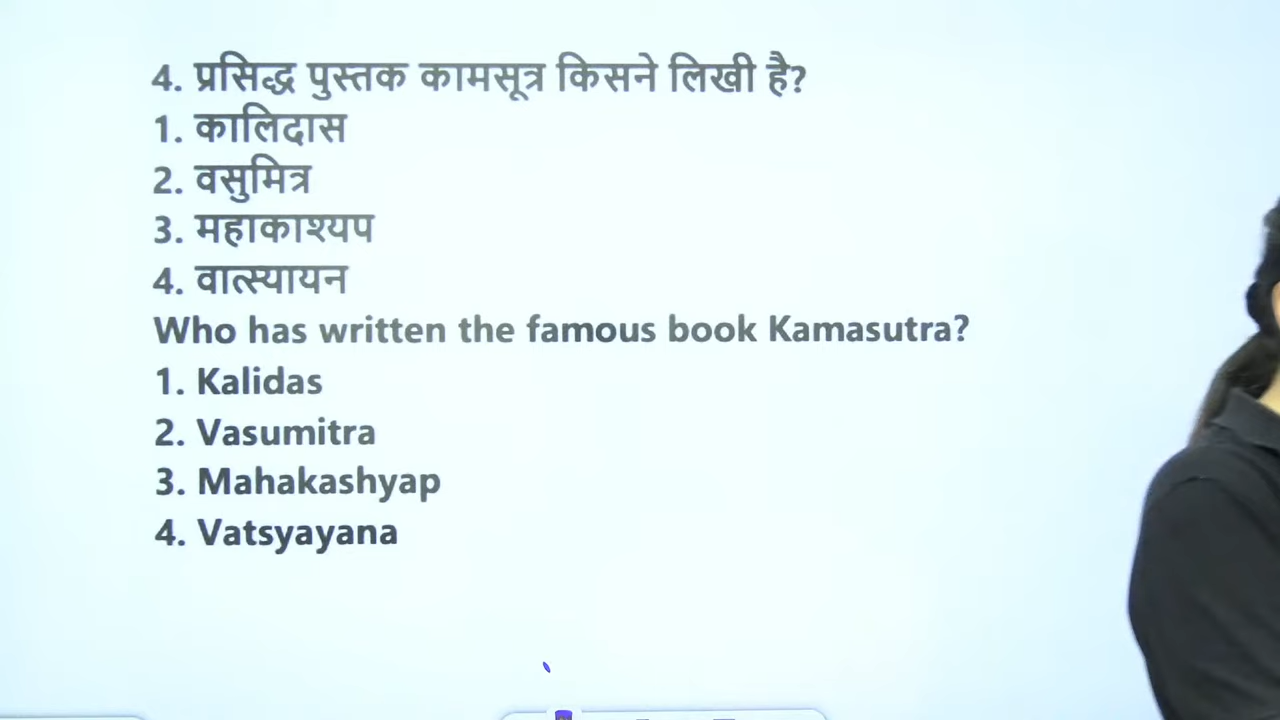 4. प्रसिद्ध पुस्तक कामसूत्र किसने लिखी है?
1. कालिदास
2. वसुमित्र
3. महाकाश्यप
4. वात्स्यायन
Who has written the famous book Kamasutra?
1. Kalidas
2. Vasumitra
3. Mahakashyap
4. Vatsyayana